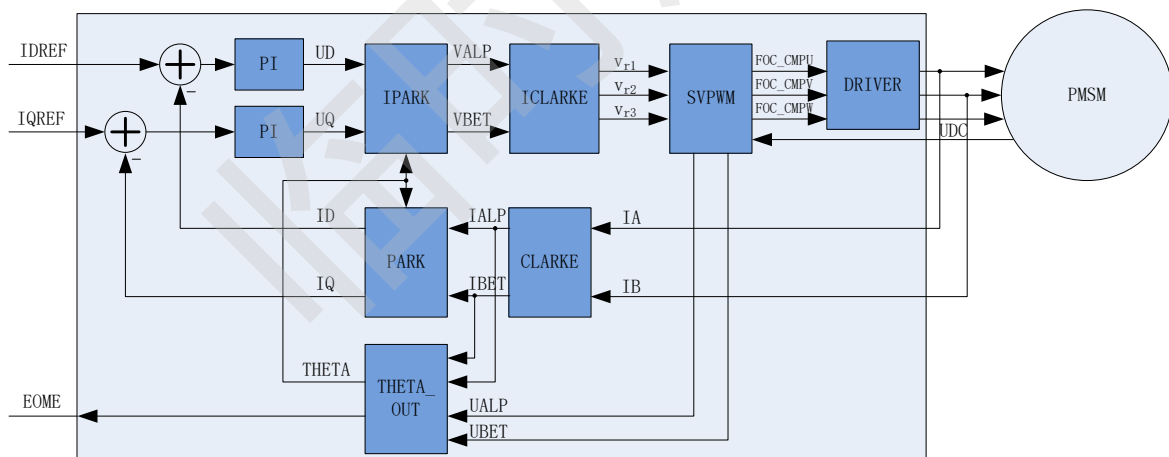 IDREF
PI
UD
IPARK
VALP
ICLARKE
Vr1
Vr2
Vr3
SVPWM
FOC_CMPU
FOC_CMPV
FOC_CMPW
DRIVER
PMSM
IQREF
PI
UQ
VBET
UDC
ID
PARK
IALP
CLARKE
IA
IQ
IBET
IB
THETA
THETA_
OUT
EOME
UALP
UBET